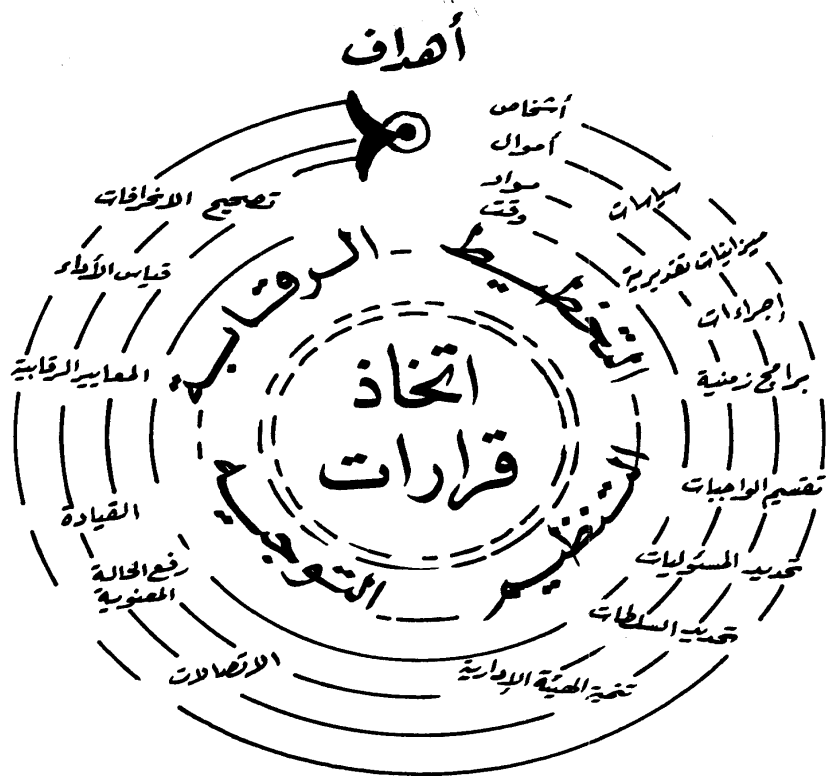 أهداف
أشخاص
أموال
مواد
وقت
سياسات
ميزانيات تقديرية
إجراءات
برامج زمنية
تقسيم الواجبات
تحديد المسئوليات
تحديد السلطات
تنمية الهيئة الإدارية
الاتصالات
رفع الحالة
المعنوية
القيادة
المعايير الرقابية
قياس الأداء
تصحيح الانحرافات
التخطيط
التنظيم
التوجيه
الرقابة
اتخاذ
قرارات